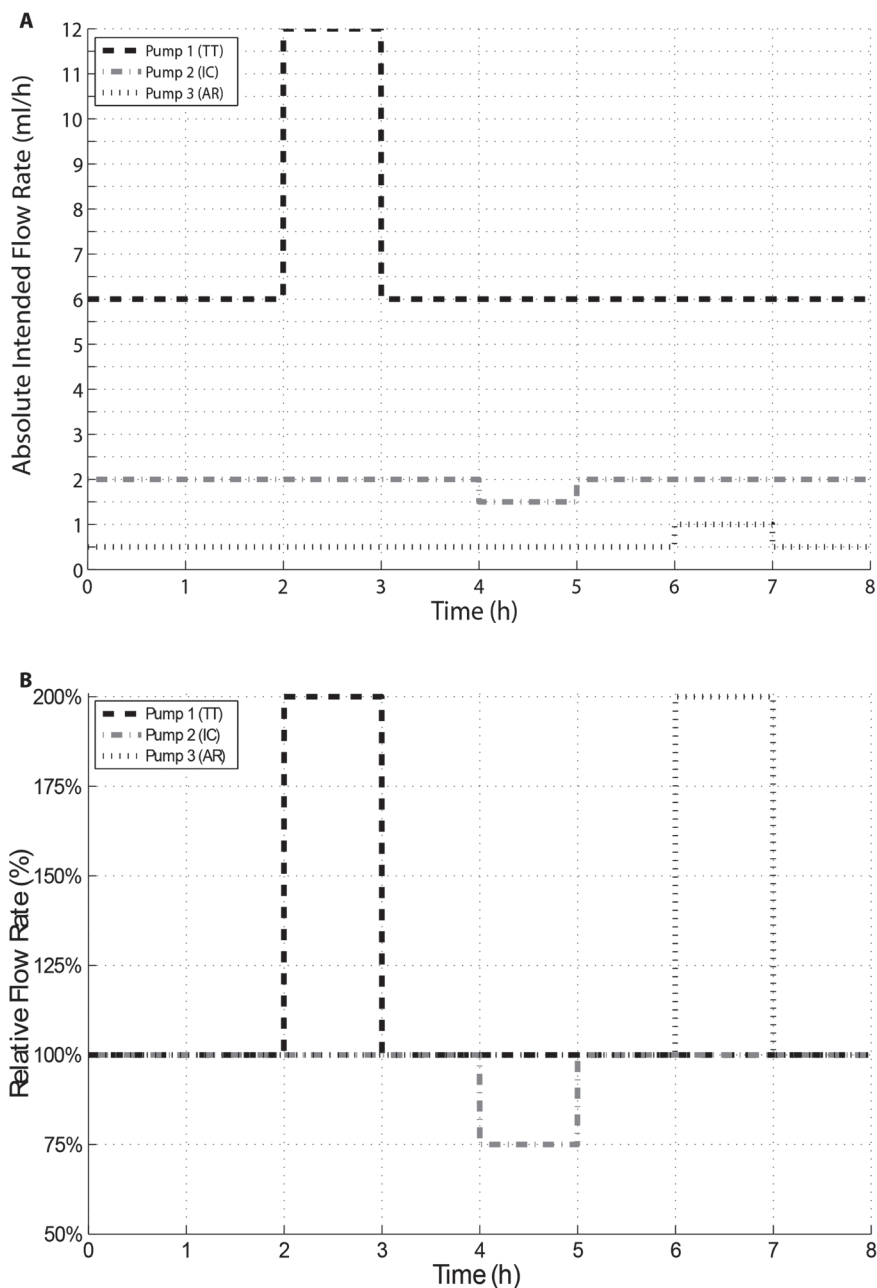 A
Absolute Intended Flow Rate (ml/h)
12
11
10
9
8
7
6
5
4
3
2
1
0
Pump 1 (TT)
Pump 2 (IC)
Pump 3 (AR)
0 1 2 3 4 5 6 7 8
Time (h)
B
Relative Flow Rate (%)
200%
175%
150%
125%
100%
75%
50%
Pump 1 (TT)
Pump 2 (IC)
Pump 3 (AR)
0 1 2 3 4 5 6 7 8
Time (h)